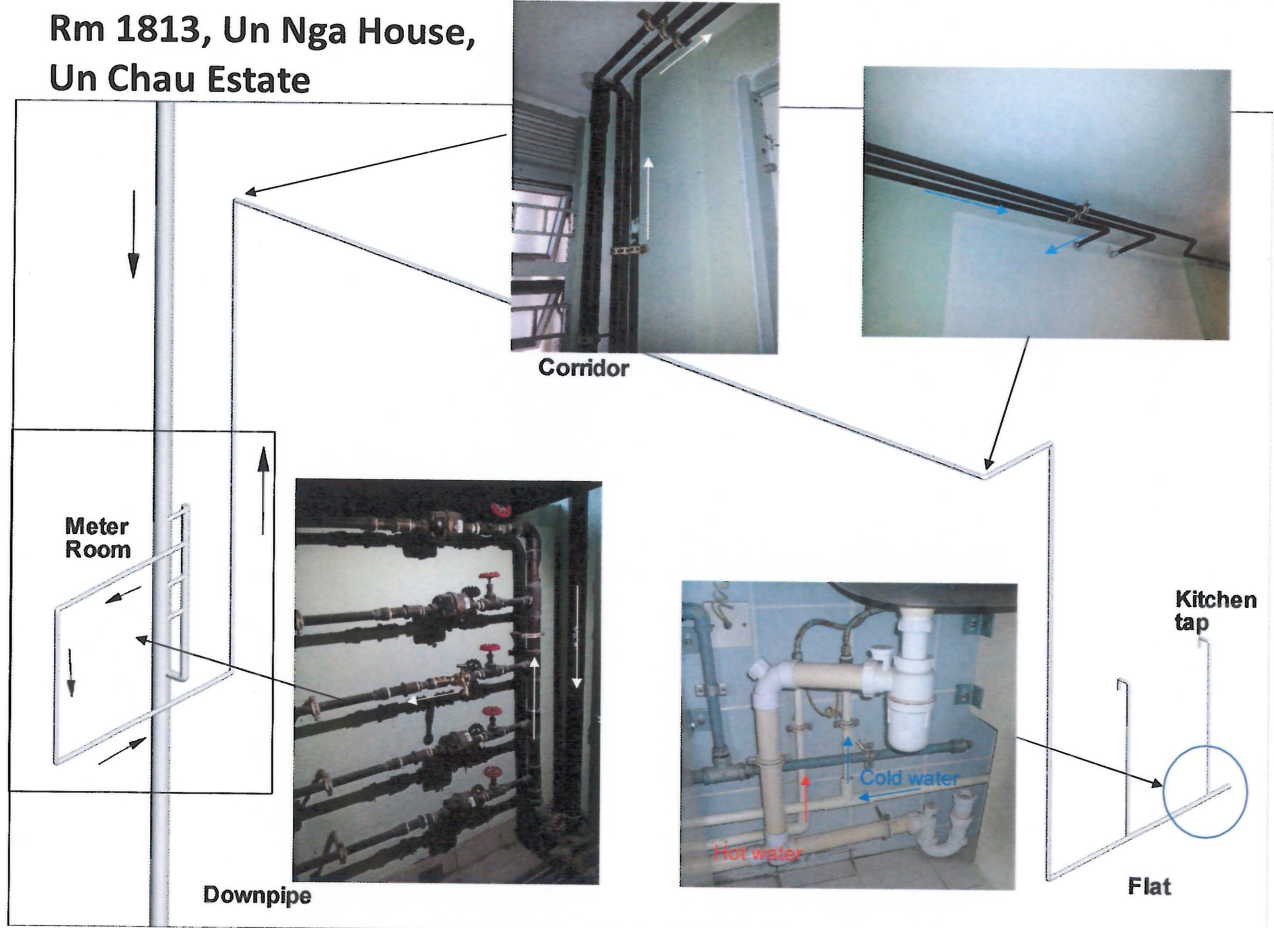 Rm 1813, Un Nga House,
Un Chau Estate
Corridor
Meter
Room
Kitchen
tap
Cold water
Hot water
Downpipe
Flat